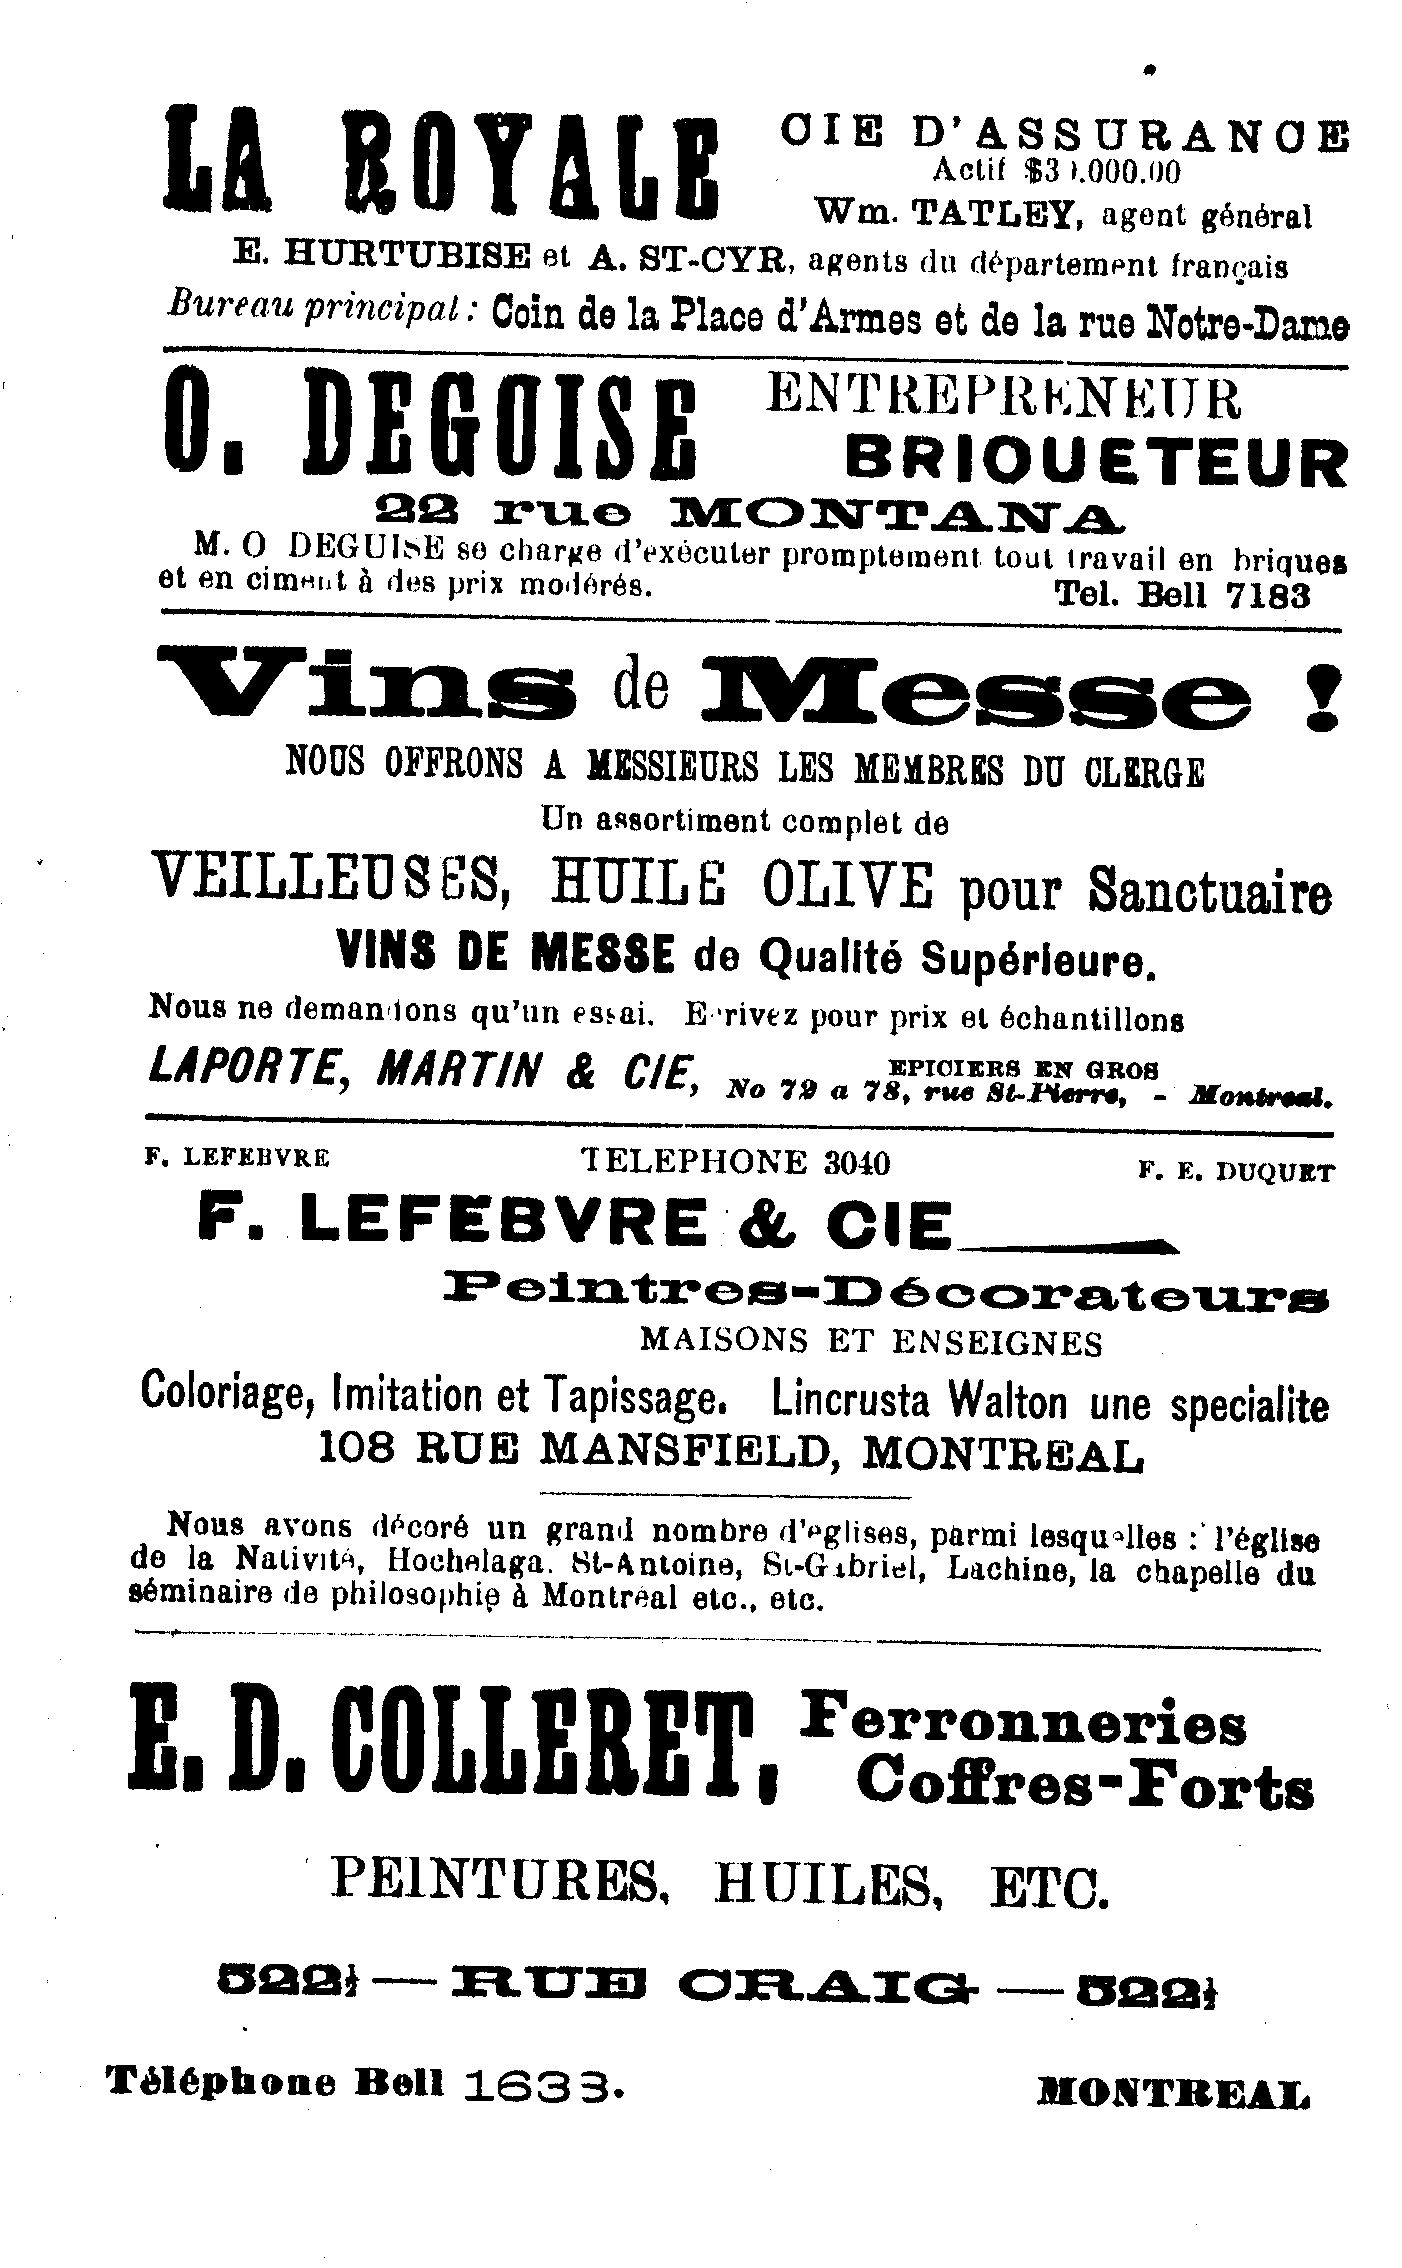 LA ROYALE CIE D'ASSURANCE
Actif $30.000.00
Wm. TATLEY, agent général
E. HURTUBISE et A. ST-CYR, agents du département français
Bureau principal : Coin de la Place d'Armes et de la rue Notre-Dame
O. DEGOISE ENTREPRENEUR
BRIQUETEUR
22 rue MONTANA
M. O DEGUISE se charge d'exécuter promptement tout travail en briques
et en ciment à des prix modérés. Tel. Bell 7183
Vins de Messe !
NOUS OFFRONS A MESSIEURS LES MEMBRES DU CLERGE
Un assortiment complet de
VEILLEUSES, HUILE OLIVE pour Sanctuaire
VINS DE MESSE de Qualité Supérieure.
Nous ne demandons qu'un essai. Ecrivez pour prix et échantillons
LAPORTE, MARTIN & CIE, EPICIERS EN GROS
No 72 a 78, rue St-Pierre, - Montreal.
F. LEFEBVRE TELEPHONE 3040 F. E. DUQUET
F. LEFEBVRE & CIE
Peintres-Décorateurs
MAISONS ET ENSEIGNES
Coloriage, Imitation et Tapissage. Lincrusta Walton une specialite
108 RUE MANSFIELD, MONTREAL
Nous avons décoré un grand nombre d'eglises, parmi lesquelles : l'église
de la Nativité, Hochelaga. St-Antoine, St-Gabriel, Lachine, la chapelle du
séminaire de philosophie à Montréal etc., etc.
E. D. COLLERET, Ferronneries
Coffres-Forts
PEINTURES, HUILES, ETC.
522½ — RUE CRAIG — 522½
Téléphone Bell 1633. MONTREAL